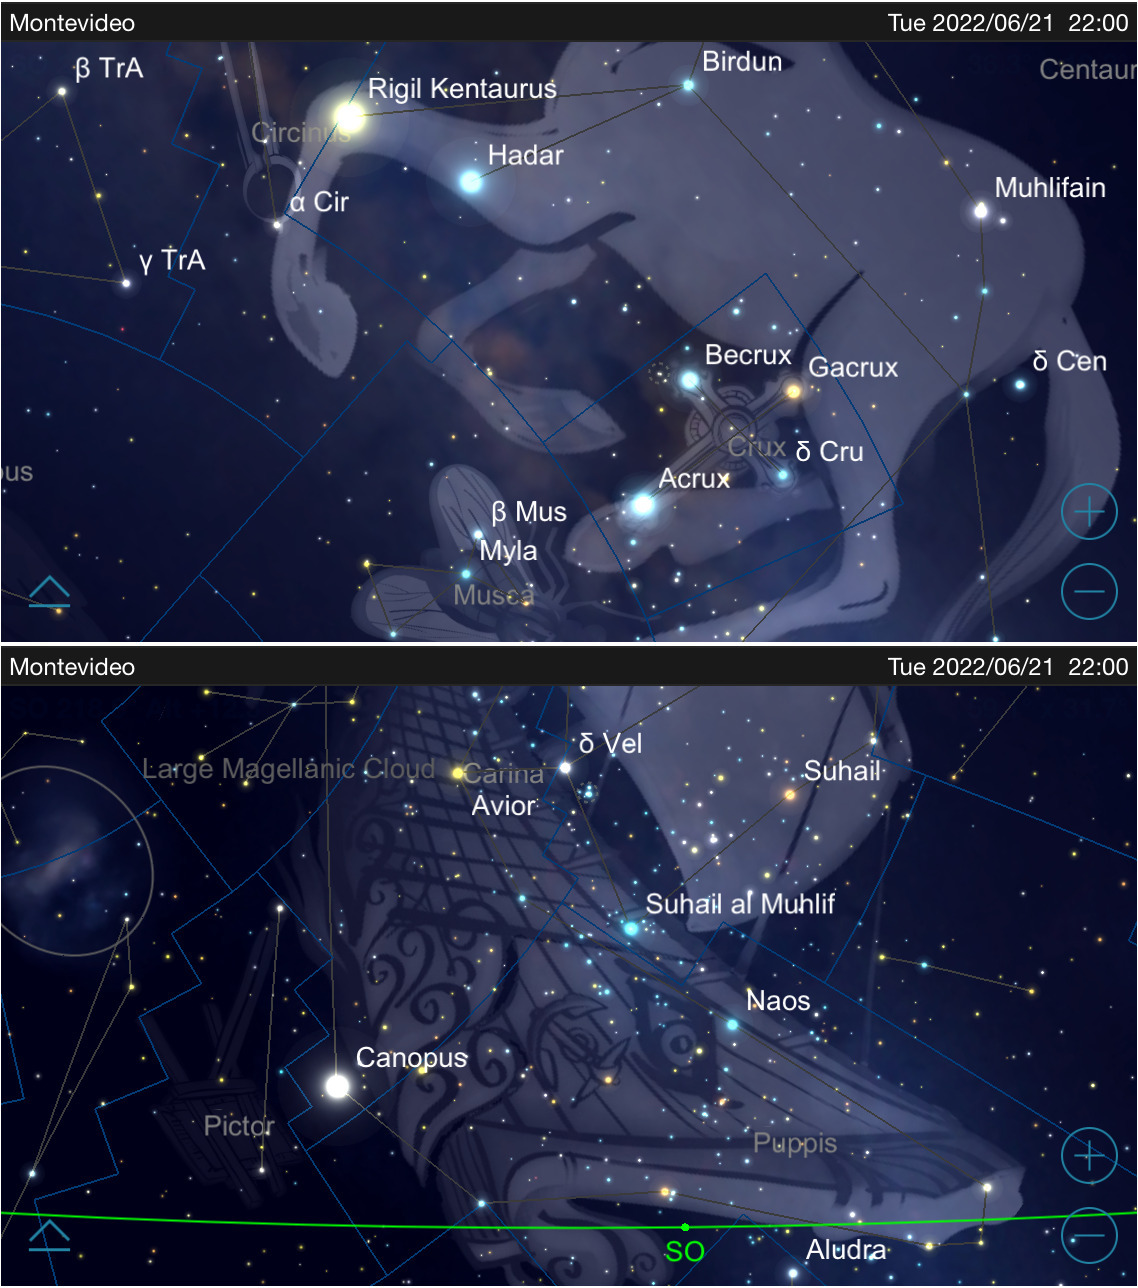 Montevideo
Tue 2022/06/21 22:00
β TrA
Rigil Kentaurus
Birdun
Centaur
Circinus
Hadar
Muhlifain
α Cir
γ TrA
Becrux
Gacrux
δ Cen
Crux
δ Cru
ous
Acrux
β Mus
Myla
Musca
Montevideo
Tue 2022/06/21 22:00
δ Vel
Large Magellanic Cloud
Carina
Suhail
Avior
Suhail al Muhlif
Naos
Canopus
Pictor
Puppis
SO
Aludra